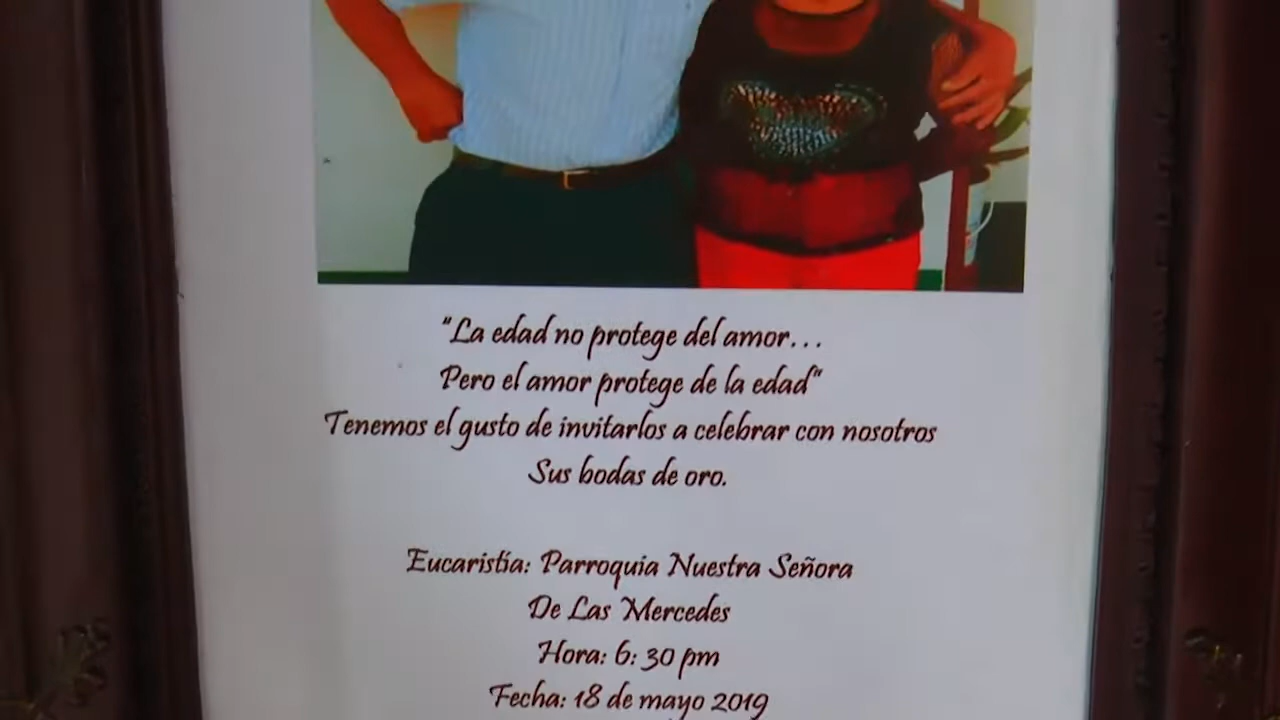 "La edad no protege del amor...
Pero el amor protege de la edad"
Tenemos el gusto de invitarlos a celebrar con nosotros
Sus bodas de oro.
Eucaristía: Parroquia Nuestra Señora
De Las Mercedes
Hora: 6: 30 pm
Fecha: 18 de mayo 2019